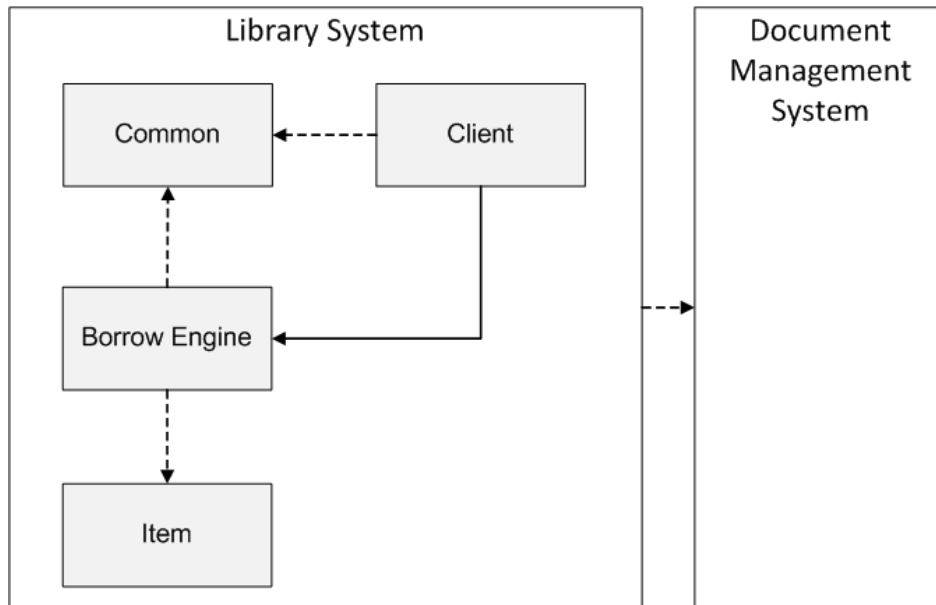 Library System
Document
Management
System
Common
Client
Borrow Engine
Item